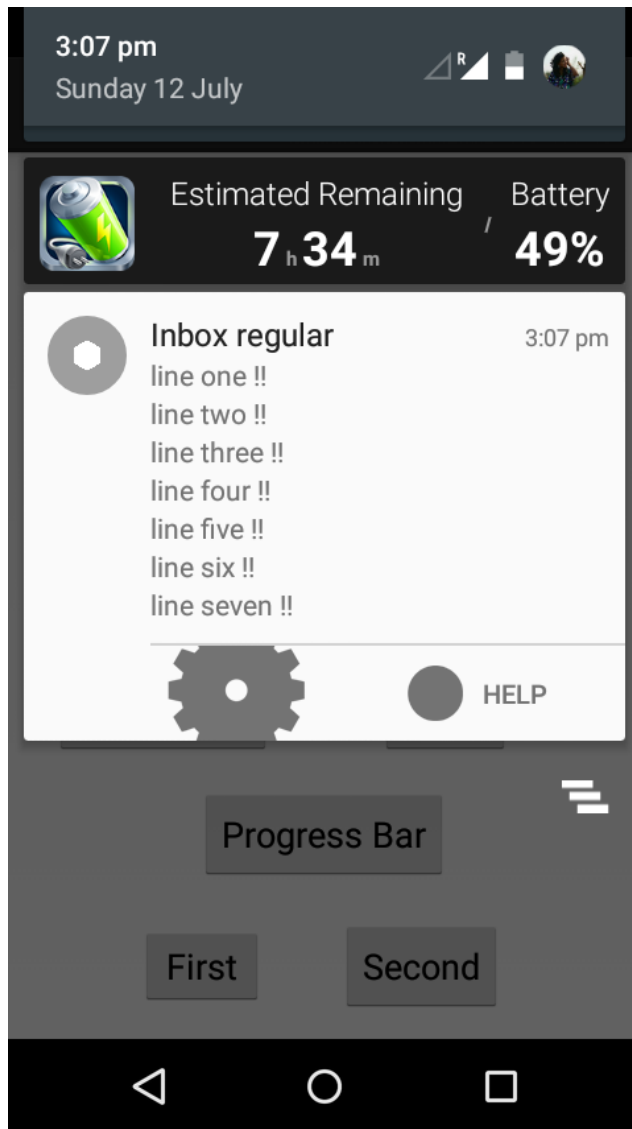 3:07 pm
Sunday 12 July
R
Estimated Remaining / Battery
7 h 34 m 49%
Inbox regular 3:07 pm
line one !!
line two !!
line three !!
line four !!
line five !!
line six !!
line seven !!
HELP
Progress Bar
First Second